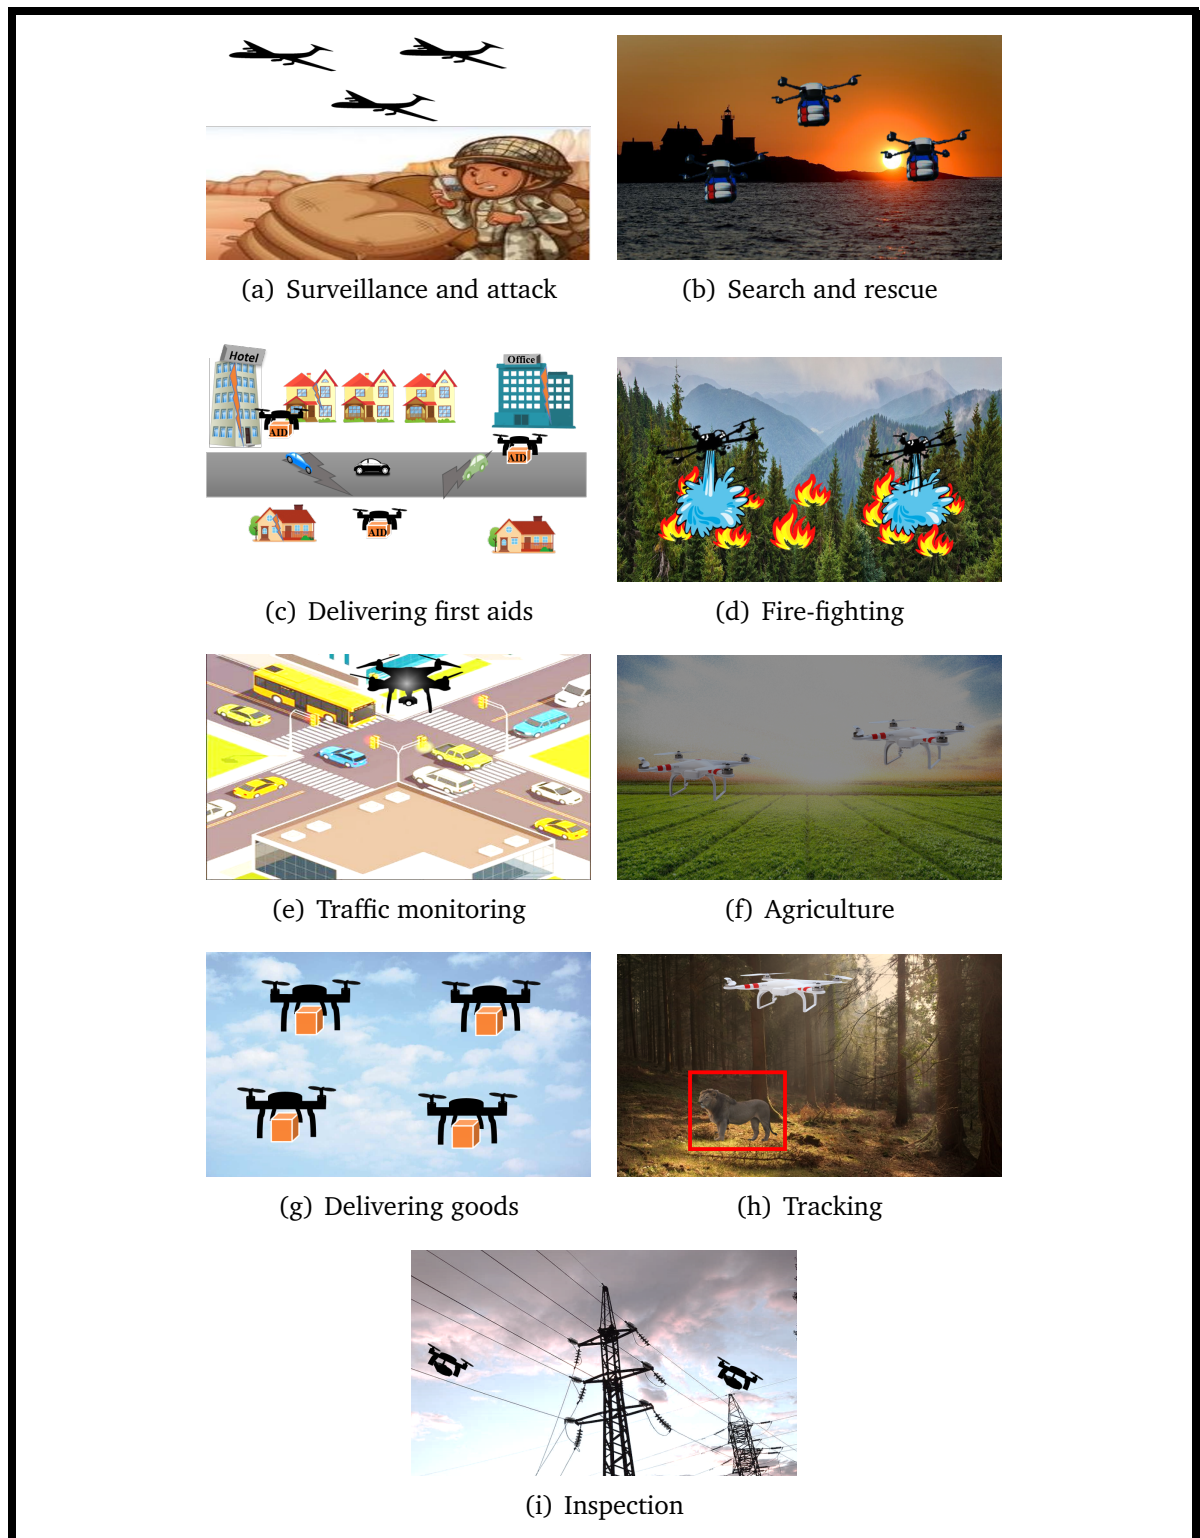 (a) Surveillance and attack
(b) Search and rescue
Hotel
Office
AID
AID
AID
(c) Delivering first aids
(d) Fire-fighting
(e) Traffic monitoring
(f) Agriculture
(g) Delivering goods
(h) Tracking
(i) Inspection